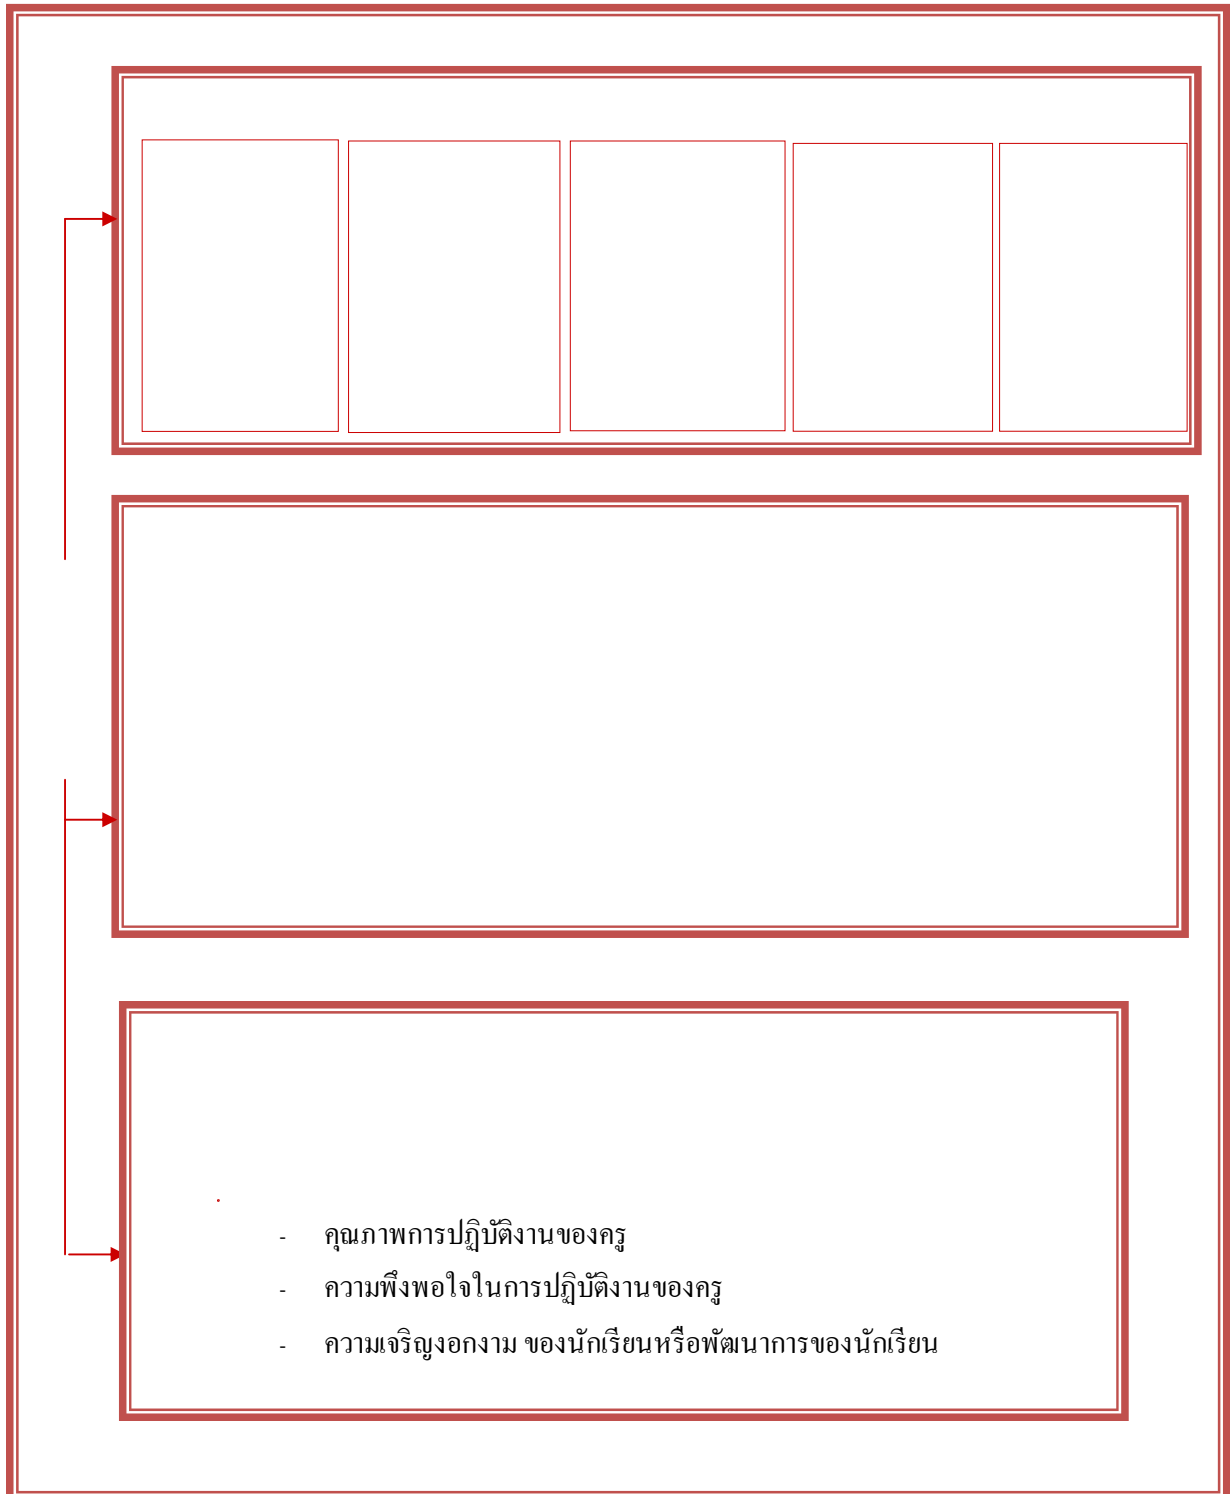 - คุณภาพการปฏิบัติงานของครู
- ความพึงพอใจในการปฏิบัติงานของครู
- ความเจริญงอกงาม ของนักเรียนหรือพัฒนาการของนักเรียน